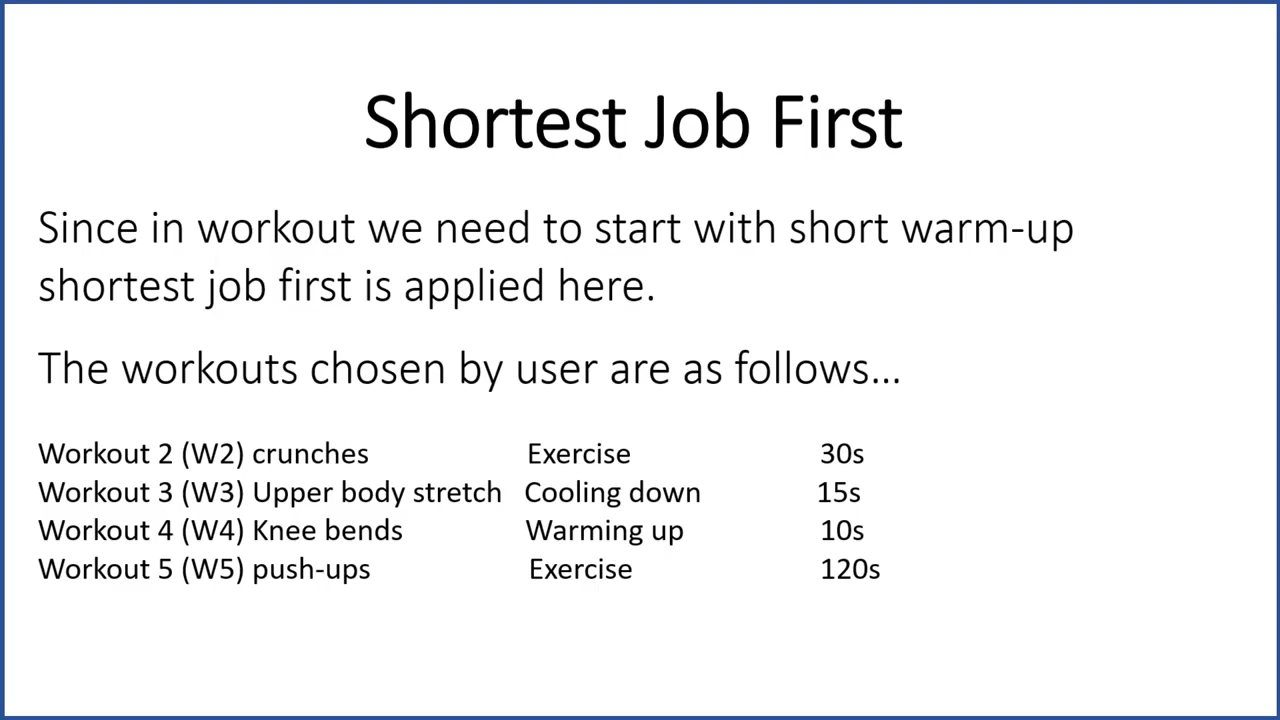 Shortest Job First
Since in workout we need to start with short warm-up
shortest job first is applied here.
The workouts chosen by user are as follows...
Workout 2 (W2) crunches Exercise 30s
Workout 3 (W3) Upper body stretch Cooling down 15s
Workout 4 (W4) Knee bends Warming up 10s
Workout 5 (W5) push-ups Exercise 120s